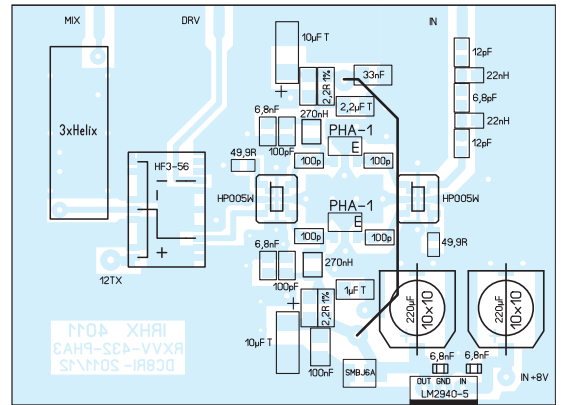 MIX
DRV
IN
10µF T
12pF
33nF
22nH
2,2R 1%
6,8pF
2,2µF T
6,8nF
270nH
22nH
3xHelix
PHA-1
12pF
E
49,9R
100pF
100p
100p
HF3-56
HP005W
HP005W
PHA-1
E
100p
100p
49,9R
6,8nF
270nH
12TX
100pF
1µF T
220µF
10x10
220µF
10x10
2,2R 1%
IRHX 4011
RXVV-432-PHA3
DC8RI-2011/12
10µF T
100nF
6,8nF
6,8nF
SMBJ6A
IN+8V
OUT GND IN
LM2940-5